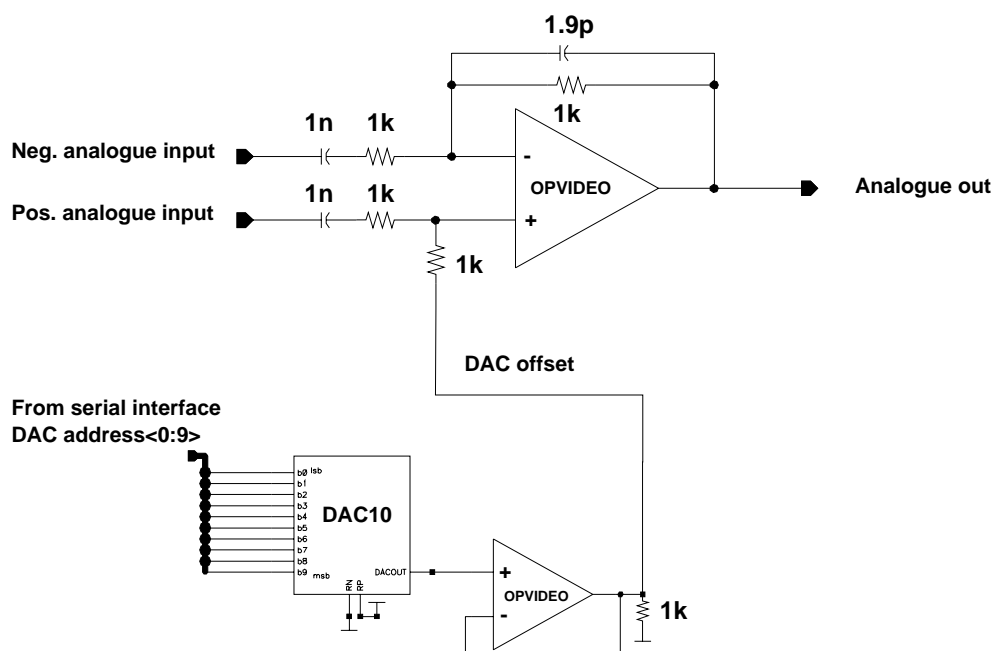 1.9p
1k
1n 1k
Neg. analogue input
-
OPVIDEO
Analogue out
1n 1k
Pos. analogue input
+
1k
DAC offset
From serial interface
DAC address<0:9>
b0 lsb
b1
b2
b3
b4
DAC10
b5
b6
b7
b8
b9 msb
DACOUT
RN
RP
+
OPVIDEO
-
1k